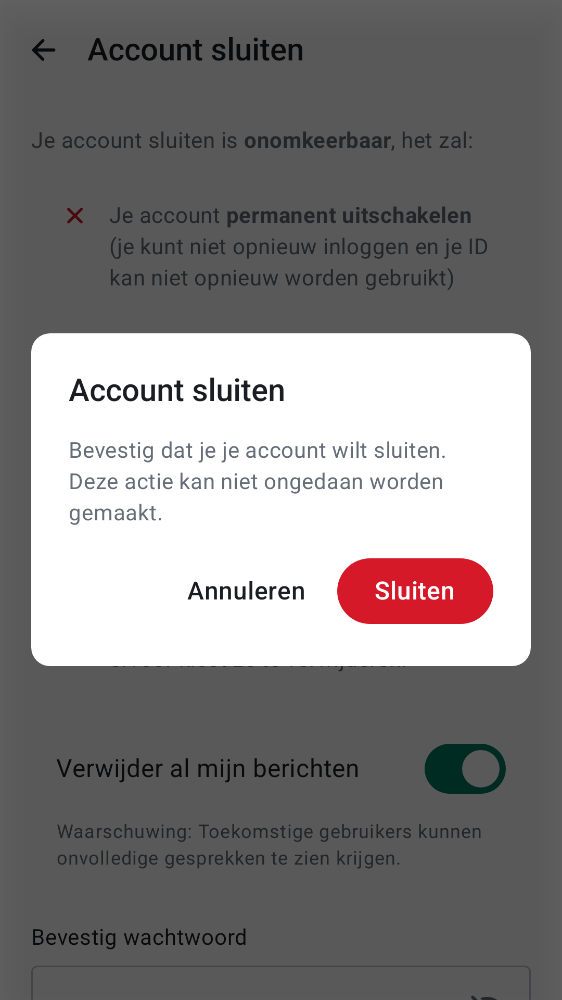 Account sluiten
Je account sluiten is onomkeerbaar, het zal:
Je account permanent uitschakelen
(je kunt niet opnieuw inloggen en je ID
kan niet opnieuw worden gebruikt)
Account sluiten
Bevestig dat je je account wilt sluiten.
Deze actie kan niet ongedaan worden
gemaakt.
Annuleren
Sluiten
Verwijder al mijn berichten
Waarschuwing: Toekomstige gebruikers kunnen
onvolledige gesprekken te zien krijgen.
Bevestig wachtwoord